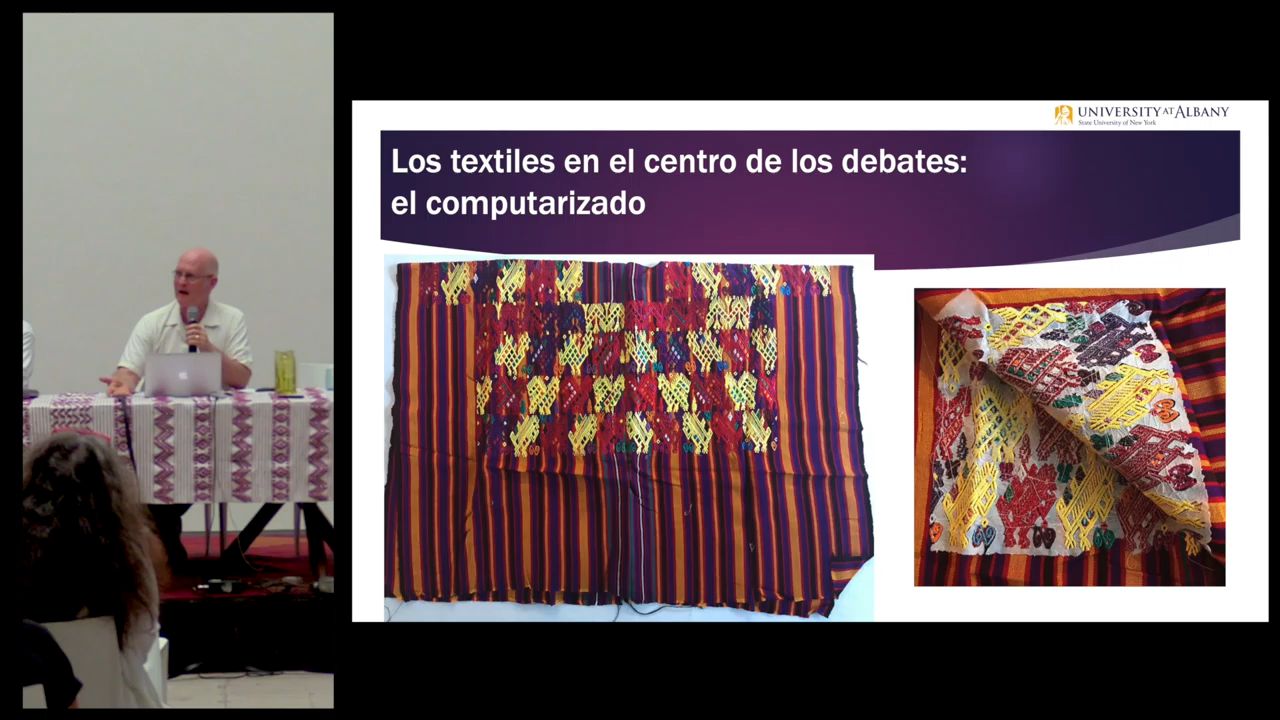 UNIVERSITY AT ALBANY
State University of New York
Los textiles en el centro de los debates:
el computarizado